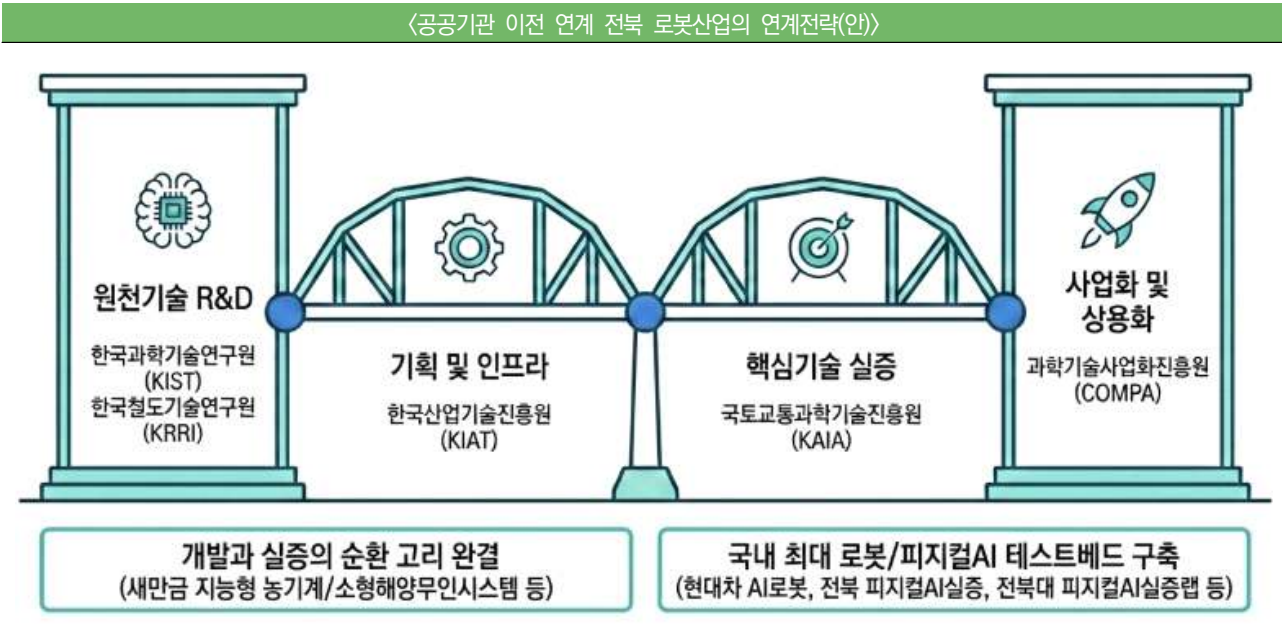 〈공공기관 이전 연계 전북 로봇산업의 연계전략(안)〉
원천기술 R&D
한국과학기술연구원
(KIST)
한국철도기술연구원
(KRRI)
기획 및 인프라
한국산업기술진흥원
(KIAT)
핵심기술 실증
국토교통과학기술진흥원
(KAIA)
사업화 및
상용화
과학기술사업화진흥원
(COMPA)
개발과 실증의 순환 고리 완결
(새만금 지능형 농기계/소형해양무인시스템 등)
국내 최대 로봇/피지컬AI 테스트베드 구축
(현대차 AI로봇, 전북 피지컬AI실증, 전북대 피지컬AI실증랩 등)